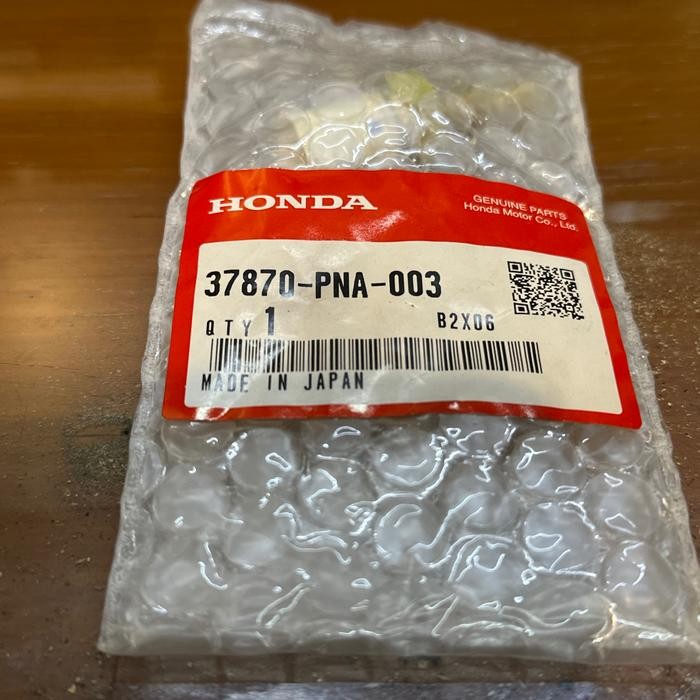 HONDA
GENUINE PARTS
Honda Motor Co., Ltd.
37870-PNA-003
QTY 1
B2X06
MADE IN JAPAN